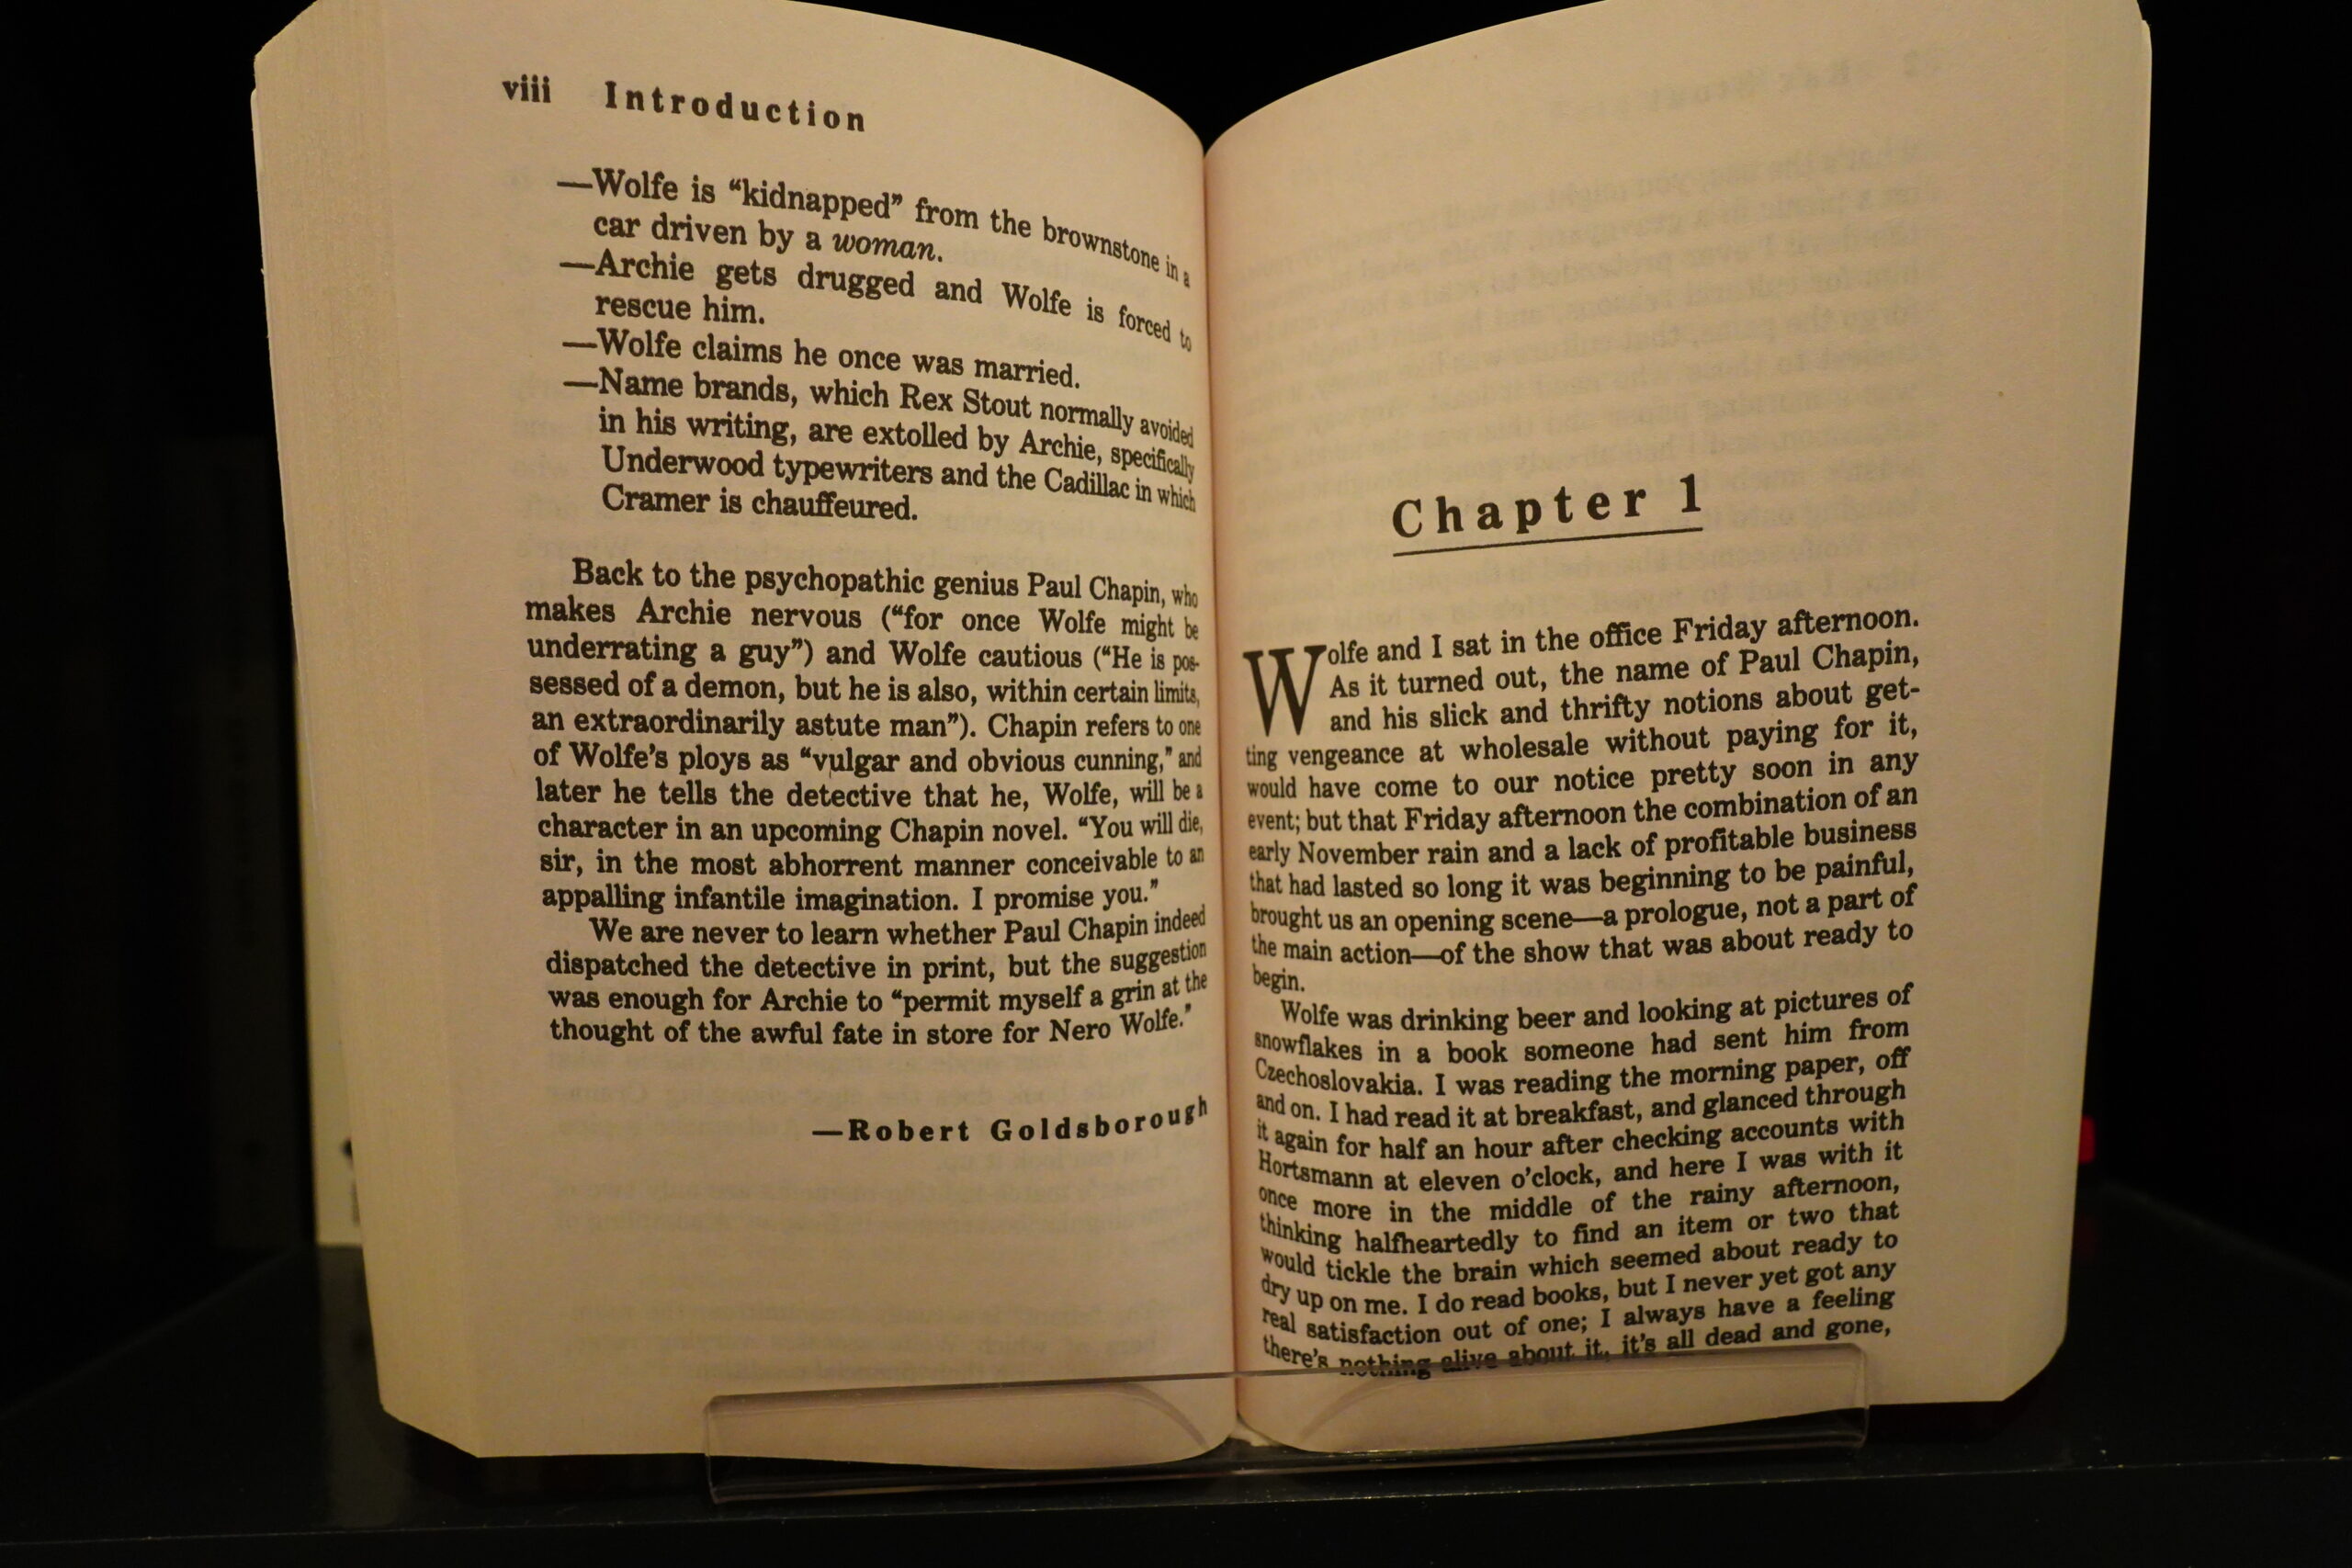 viii Introduction
—Wolfe is “kidnapped” from the brownstone in a
car driven by a woman.
—Archie gets drugged and Wolfe is forced to
rescue him.
—Wolfe claims he once was married.
—Name brands, which Rex Stout normally avoided
in his writing, are extolled by Archie, specifically
Underwood typewriters and the Cadillac in which
Cramer is chauffeured.
Back to the psychopathic genius Paul Chapin, who
makes Archie nervous (“for once Wolfe might be
underrating a guy”) and Wolfe cautious (“He is pos-
sessed of a demon, but he is also, within certain limits,
an extraordinarily astute man”). Chapin refers to one
of Wolfe’s ploys as “vulgar and obvious cunning,” and
later he tells the detective that he, Wolfe, will be a
character in an upcoming Chapin novel. “You will die,
sir, in the most abhorrent manner conceivable to an
appalling infantile imagination. I promise you.”
We are never to learn whether Paul Chapin indeed
dispatched the detective in print, but the suggestion
was enough for Archie to “permit myself a grin at the
thought of the awful fate in store for Nero Wolfe.”
—Robert Goldsborough
Chapter 1
Wolfe and I sat in the office Friday afternoon.
As it turned out, the name of Paul Chapin,
and his slick and thrifty notions about get-
ting vengeance at wholesale without paying for it,
would have come to our notice pretty soon in any
event; but that Friday afternoon the combination of an
early November rain and a lack of profitable business
that had lasted so long it was beginning to be painful,
brought us an opening scene—a prologue, not a part of
the main action—of the show that was about ready to
begin.
Wolfe was drinking beer and looking at pictures of
snowflakes in a book someone had sent him from
Czechoslovakia. I was reading the morning paper, off
and on. I had read it at breakfast, and glanced through
it again for half an hour after checking accounts with
Hortsmann at eleven o’clock, and here I was with it
once more in the middle of the rainy afternoon,
thinking halfheartedly to find an item or two that
would tickle the brain which seemed about ready to
dry up on me. I do read books, but I never yet got any
real satisfaction out of one; I always have a feeling
there’s nothing alive about it, it’s all dead and gone,